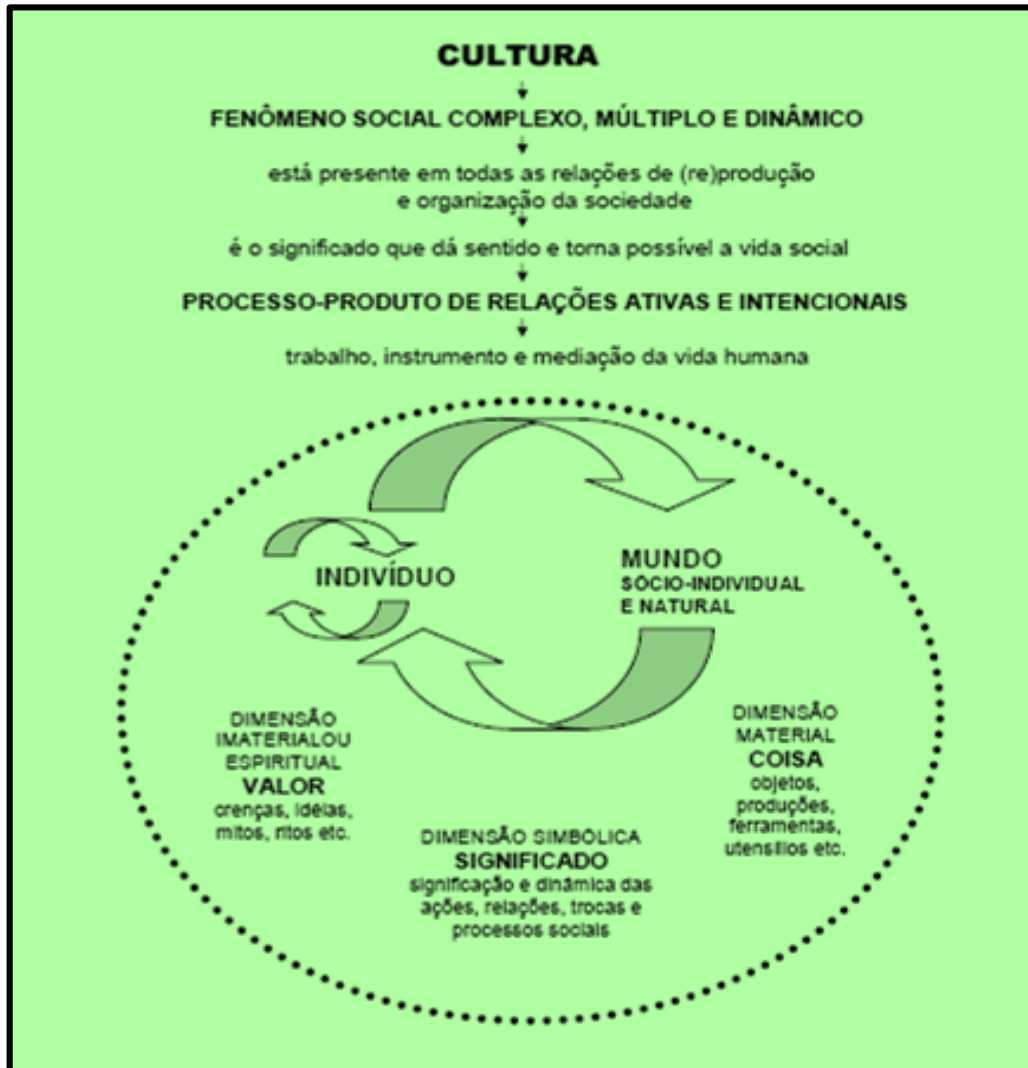 CULTURA
FENÔMENO SOCIAL COMPLEXO, MÚLTIPLO E DINÂMICO
está presente em todas as relações de (re)produção
e organização da sociedade
é o significado que dá sentido e torna possível a vida social
PROCESSO-PRODUTO DE RELAÇÕES ATIVAS E INTENCIONAIS
trabalho, instrumento e mediação da vida humana
INDIVÍDUO
MUNDO
SÓCIO-INDIVIDUAL
E NATURAL
DIMENSÃO
IMATERIALOU
ESPIRITUAL
VALOR
crenças, idéias,
mitos, ritos etc.
DIMENSÃO SIMBÓLICA
SIGNIFICADO
significação e dinâmica das
ações, relações, trocas e
processos sociais
DIMENSÃO
MATERIAL
COISA
objetos,
produções,
ferramentas,
utensílios etc.